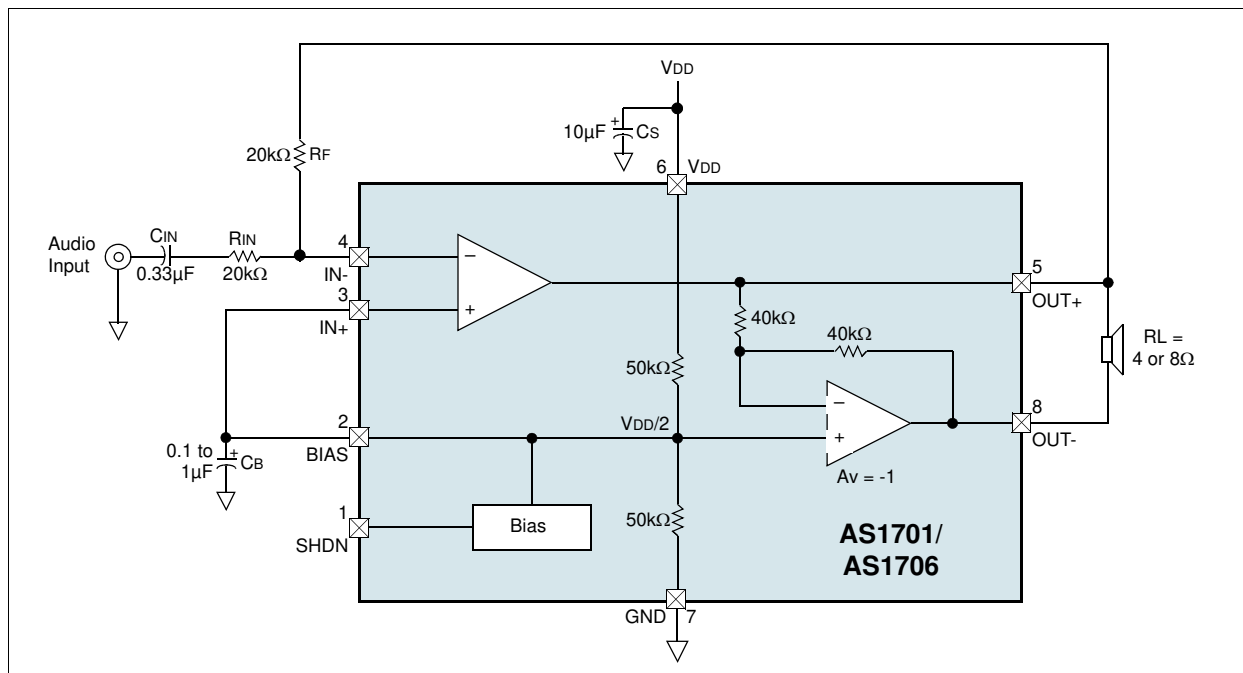 VDD
10µF
+
CS
20kΩ
RF
6
VDD
Audio
Input
CIN
0.33µF
RIN
20kΩ
4
IN-
3
IN+
−
+
5
OUT+
40kΩ
40kΩ
RL =
4 or 8Ω
50kΩ
−
+
8
OUT-
2
BIAS
VDD/2
Av = -1
0.1 to
1µF
+
CB
1
SHDN
Bias
50kΩ
AS1701/
AS1706
GND
7